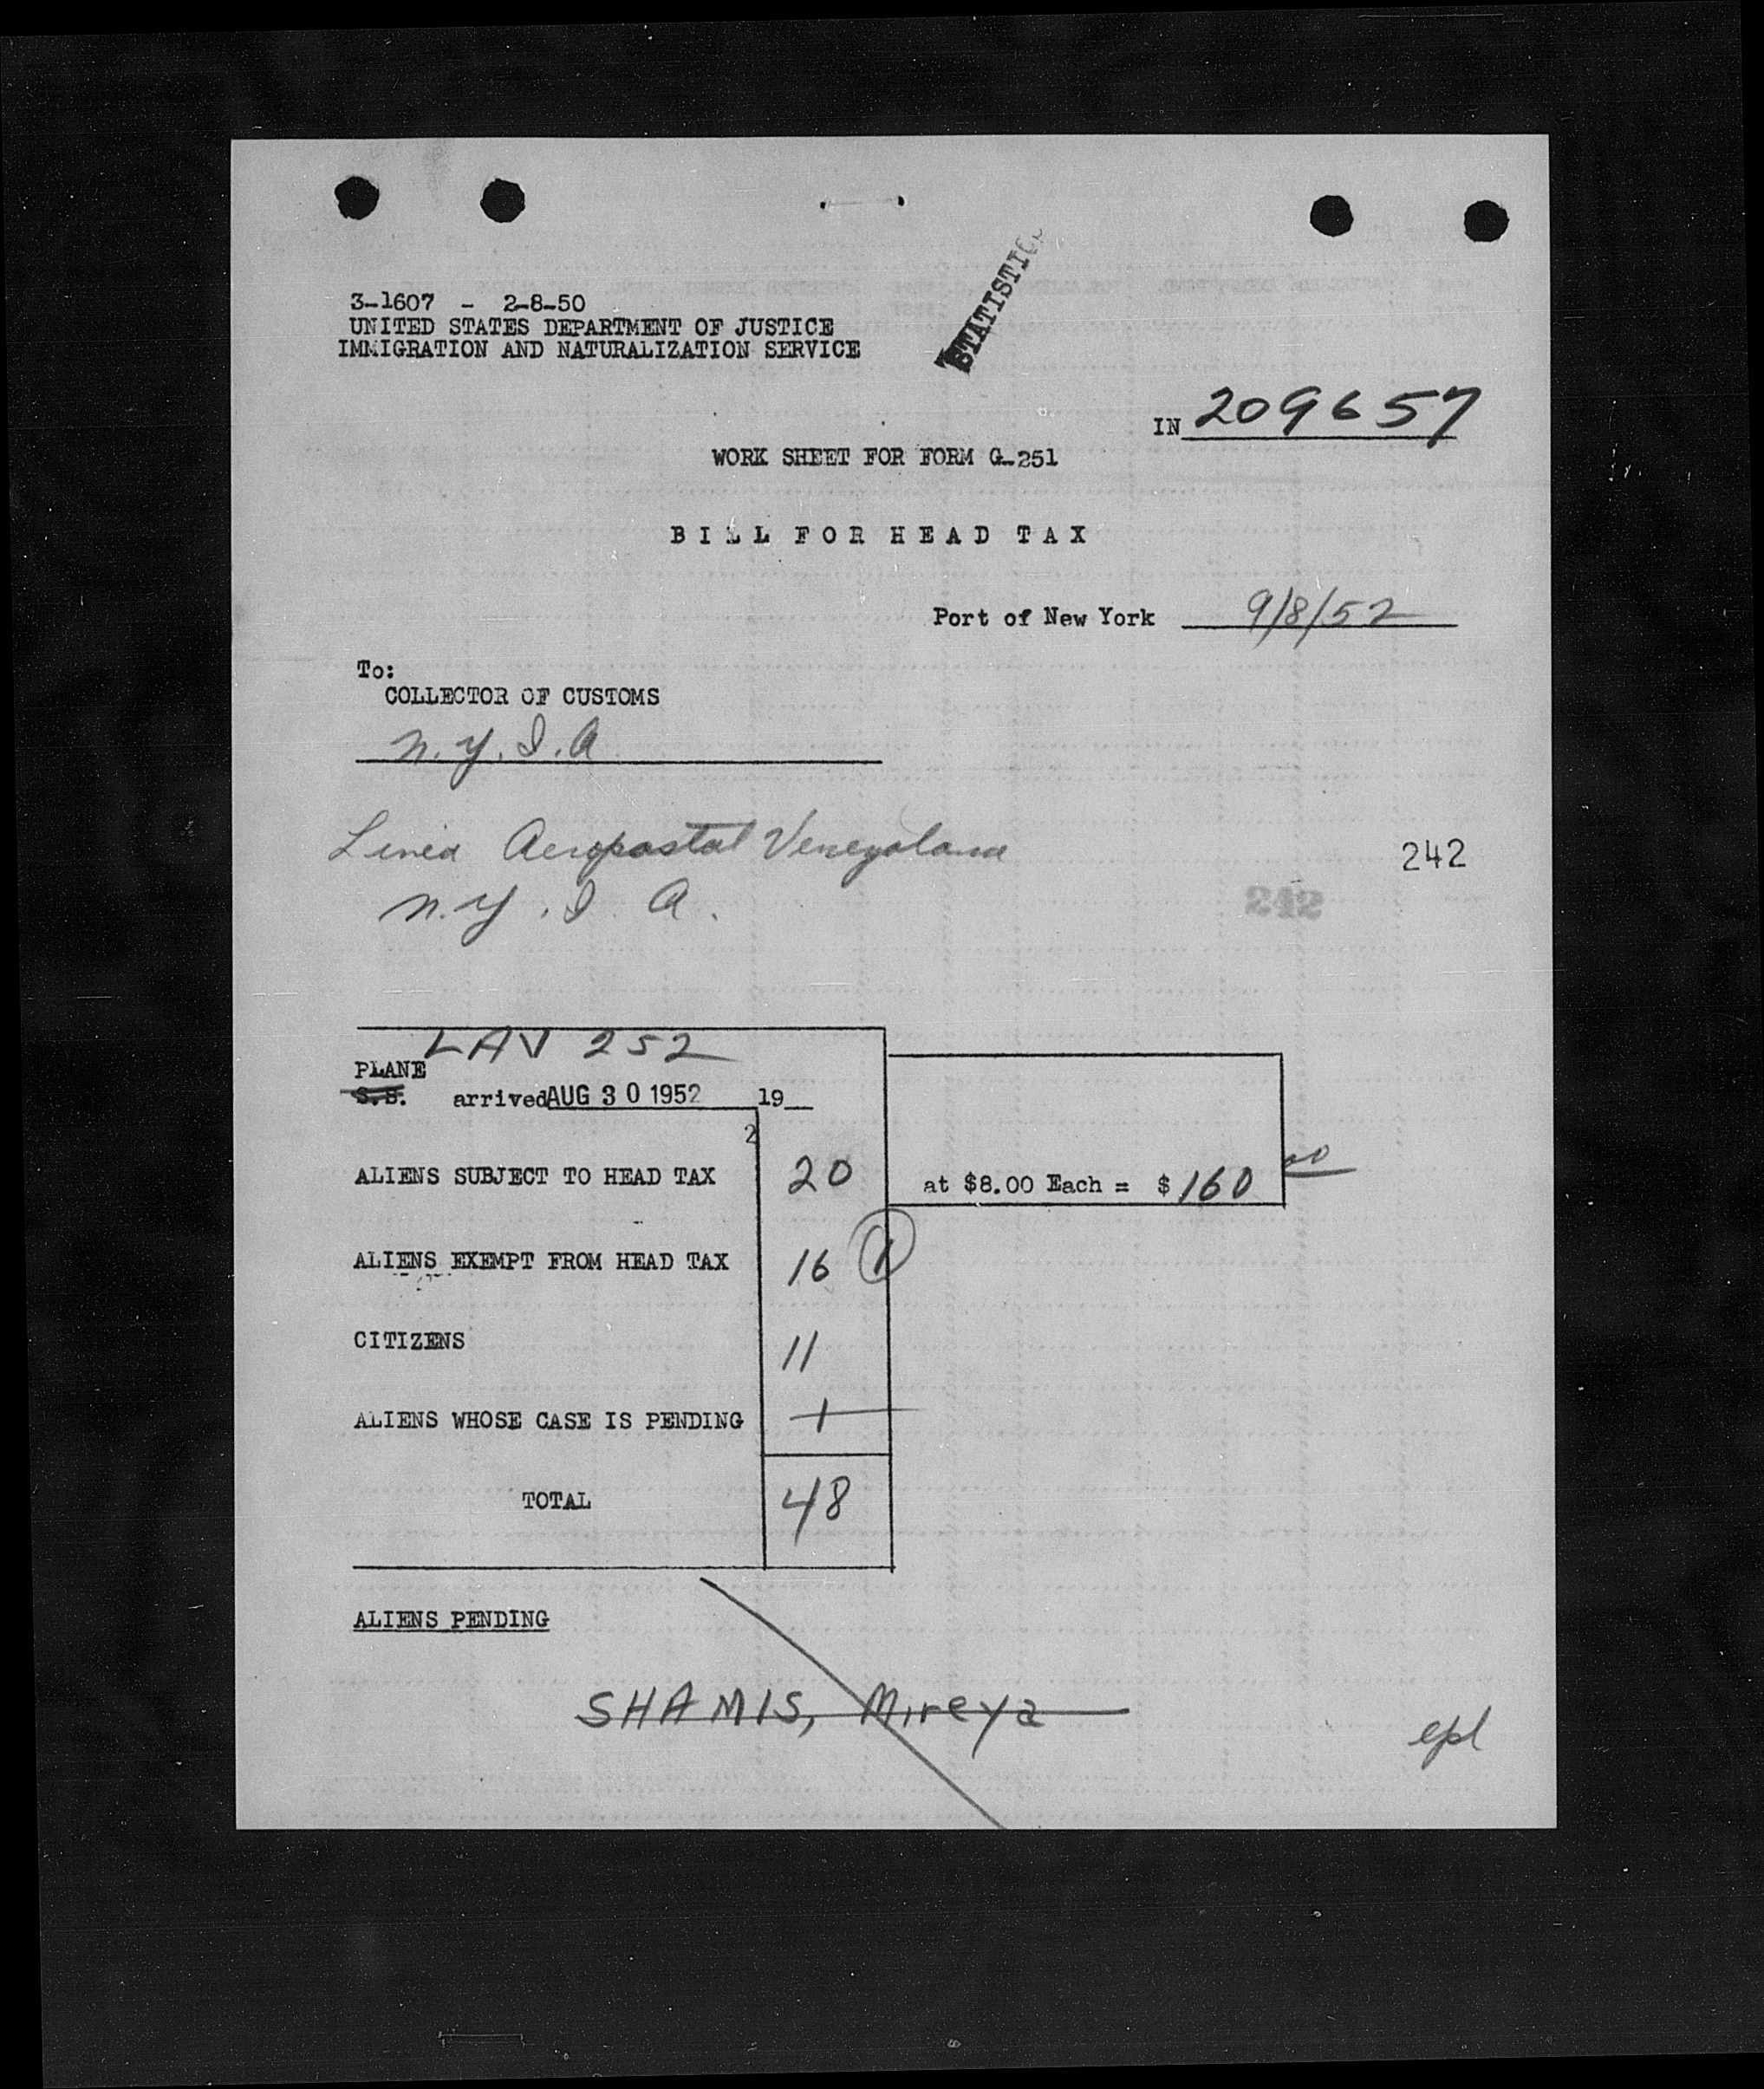 STATISTIC
3-1607 - 2-8-50
UNITED STATES DEPARTMENT OF JUSTICE
IMMIGRATION AND NATURALIZATION SERVICE
IN 209657
WORK SHEET FOR FORM G-251
BILL FOR HEAD TAX
Port of New York 9/8/52
To:
COLLECTOR OF CUSTOMS
N.Y.I.A
Linea Aeropostal Venezolana
242
N.Y.I.A.
242
LAV 252
PLANE
S.S. arrived AUG 30 1952 19__
2
ALIENS SUBJECT TO HEAD TAX 20 at $8.00 Each = $160 00
ALIENS EXEMPT FROM HEAD TAX 16 1
CITIZENS 11
ALIENS WHOSE CASE IS PENDING 1
TOTAL 48
ALIENS PENDING
SHAMIS, Mireya
epl